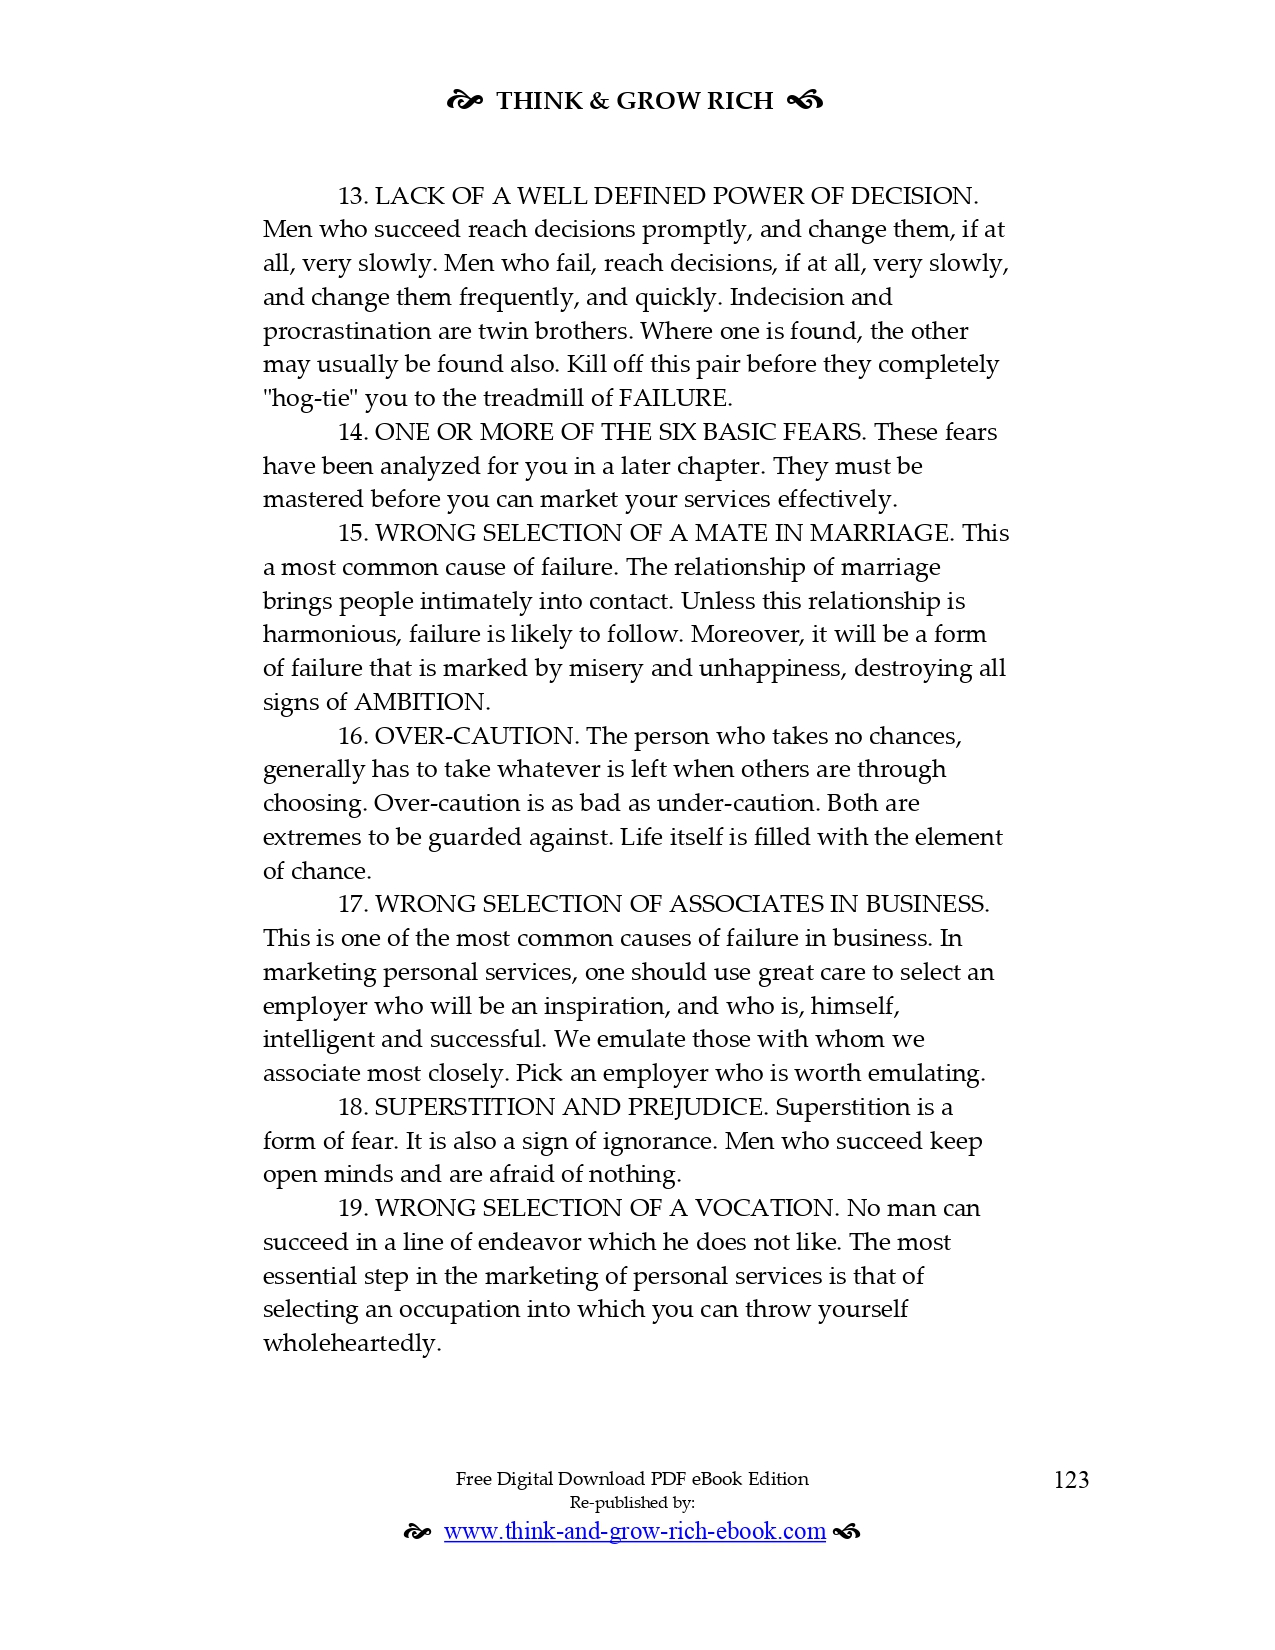 THINK & GROW RICH
13. LACK OF A WELL DEFINED POWER OF DECISION.
Men who succeed reach decisions promptly, and change them, if at
all, very slowly. Men who fail, reach decisions, if at all, very slowly,
and change them frequently, and quickly. Indecision and
procrastination are twin brothers. Where one is found, the other
may usually be found also. Kill off this pair before they completely
"hog-tie" you to the treadmill of FAILURE.
14. ONE OR MORE OF THE SIX BASIC FEARS. These fears
have been analyzed for you in a later chapter. They must be
mastered before you can market your services effectively.
15. WRONG SELECTION OF A MATE IN MARRIAGE. This
a most common cause of failure. The relationship of marriage
brings people intimately into contact. Unless this relationship is
harmonious, failure is likely to follow. Moreover, it will be a form
of failure that is marked by misery and unhappiness, destroying all
signs of AMBITION.
16. OVER-CAUTION. The person who takes no chances,
generally has to take whatever is left when others are through
choosing. Over-caution is as bad as under-caution. Both are
extremes to be guarded against. Life itself is filled with the element
of chance.
17. WRONG SELECTION OF ASSOCIATES IN BUSINESS.
This is one of the most common causes of failure in business. In
marketing personal services, one should use great care to select an
employer who will be an inspiration, and who is, himself,
intelligent and successful. We emulate those with whom we
associate most closely. Pick an employer who is worth emulating.
18. SUPERSTITION AND PREJUDICE. Superstition is a
form of fear. It is also a sign of ignorance. Men who succeed keep
open minds and are afraid of nothing.
19. WRONG SELECTION OF A VOCATION. No man can
succeed in a line of endeavor which he does not like. The most
essential step in the marketing of personal services is that of
selecting an occupation into which you can throw yourself
wholeheartedly.
Free Digital Download PDF eBook Edition
123
Re-published by:
www.think-and-grow-rich-ebook.com